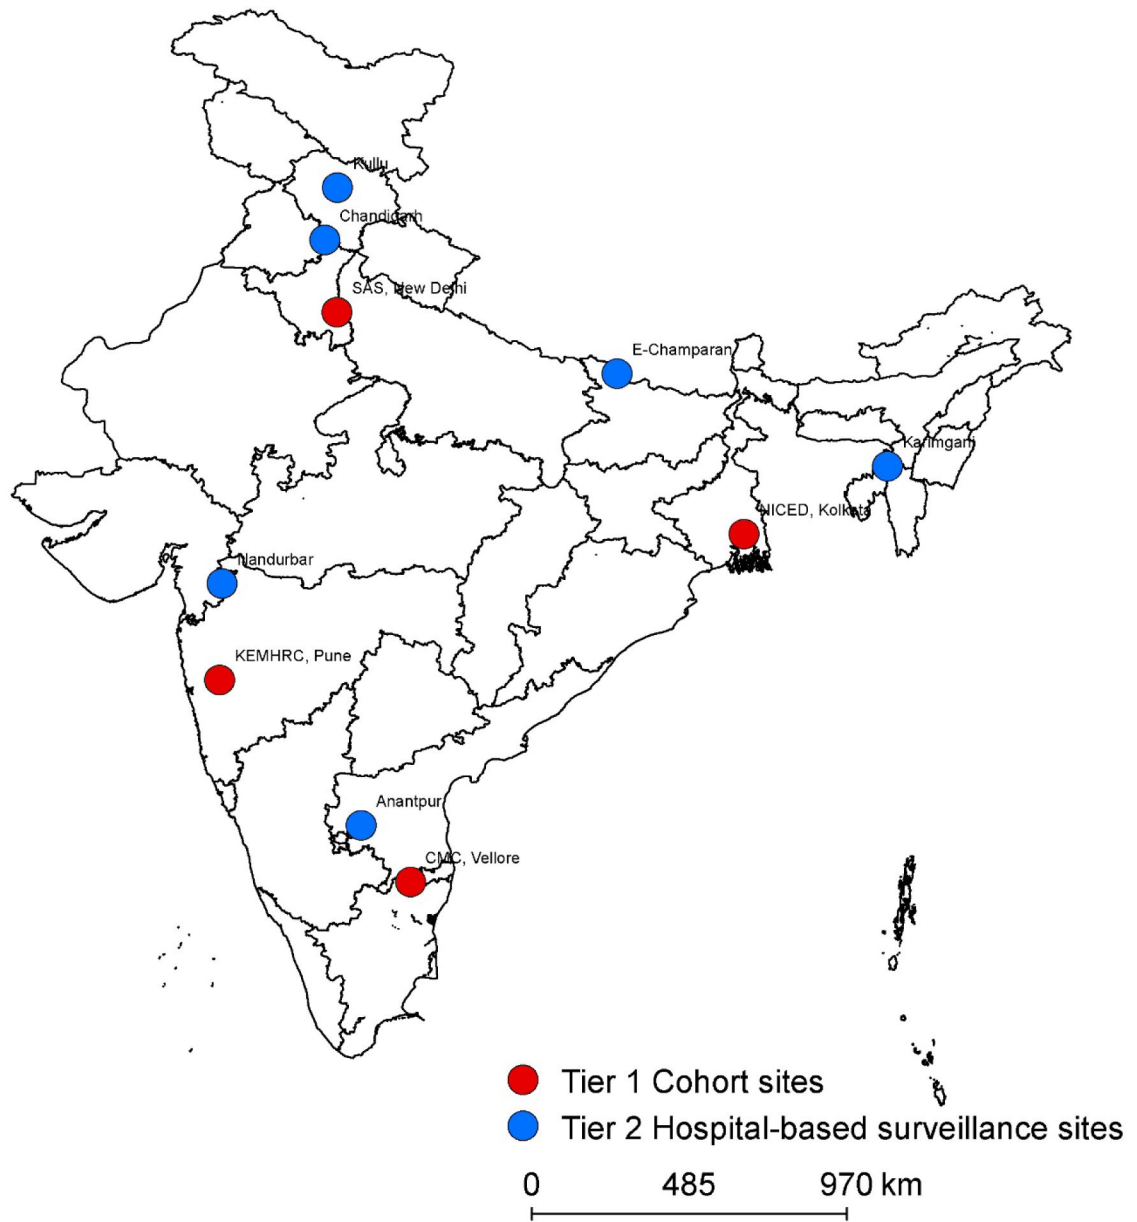 Kullu
Chandigarh
SAS, New Delhi
E-Champaran
Karimganj
NICED, Kolkata
Nandurbar
KEMHRC, Pune
Anantpur
CMC, Vellore
Tier 1 Cohort sites
Tier 2 Hospital-based surveillance sites
0 485 970 km